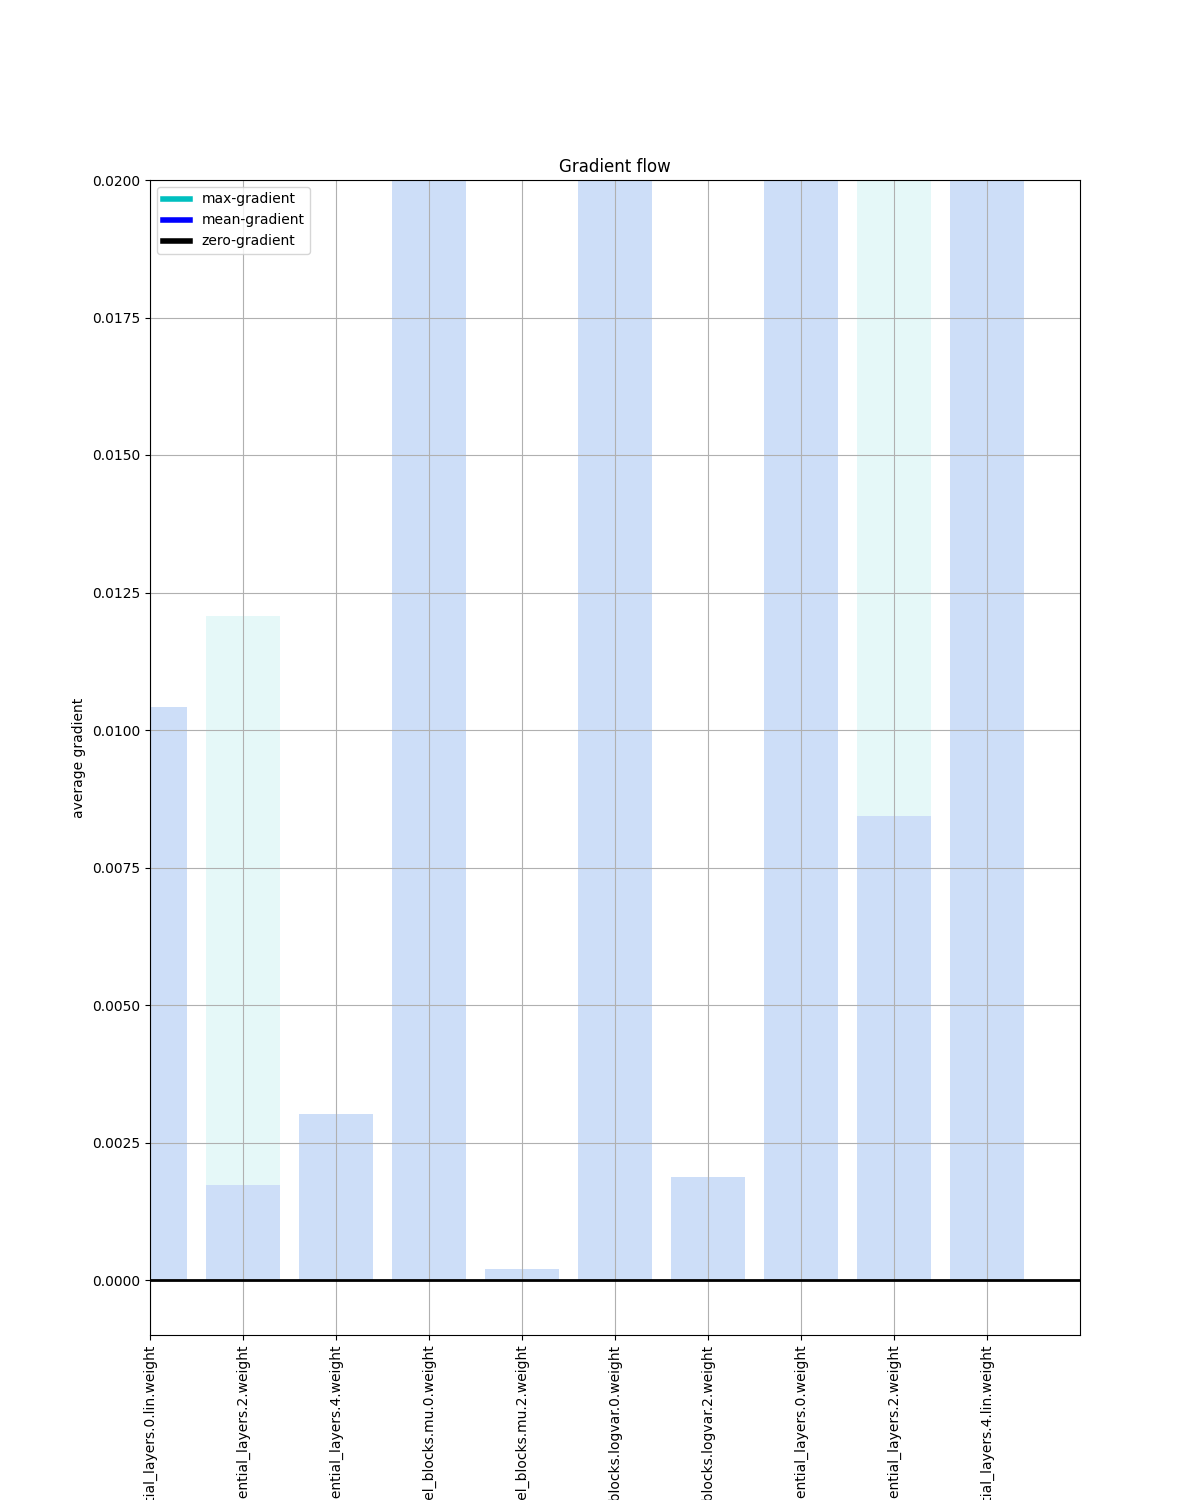 Gradient flow
max-gradient
mean-gradient
zero-gradient
0.0200
0.0175
0.0150
0.0125
0.0100
0.0075
0.0050
0.0025
0.0000
average gradient
tial_layers.0.lin.weight
ential_layers.2.weight
ential_layers.4.weight
el_blocks.mu.0.weight
el_blocks.mu.2.weight
blocks.logvar.0.weight
blocks.logvar.2.weight
ential_layers.0.weight
ential_layers.2.weight
tial_layers.4.lin.weight